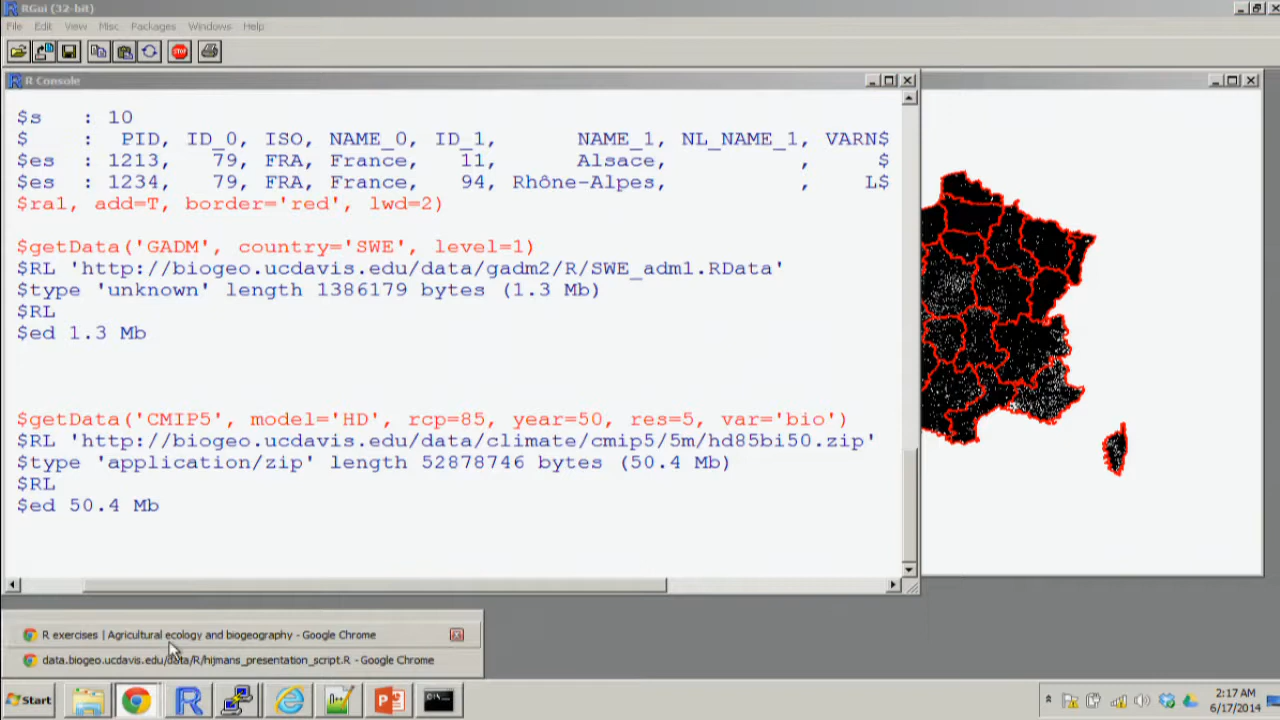 RGui (32-bit)
File Edit View Misc Packages Windows Help
STOP
R Console
$s : 10
$ : PID, ID_0, ISO, NAME_0, ID_1, NAME_1, NL_NAME_1, VARN$
$es : 1213, 79, FRA, France, 11, Alsace, , $
$es : 1234, 79, FRA, France, 94, Rhône-Alpes, , L$
$ra1, add=T, border='red', lwd=2)
$getData('GADM', country='SWE', level=1)
$RL 'http://biogeo.ucdavis.edu/data/gadm2/R/SWE_adm1.RData'
$type 'unknown' length 1386179 bytes (1.3 Mb)
$RL
$ed 1.3 Mb
$getData('CMIP5', model='HD', rcp=85, year=50, res=5, var='bio')
$RL 'http://biogeo.ucdavis.edu/data/climate/cmip5/5m/hd85bi50.zip'
$type 'application/zip' length 52878746 bytes (50.4 Mb)
$RL
$ed 50.4 Mb
R exercises | Agricultural ecology and biogeography - Google Chrome
data.biogeo.ucdavis.edu/data/R/hijmans_presentation_script.R - Google Chrome
Start
2:17 AM
6/17/2014